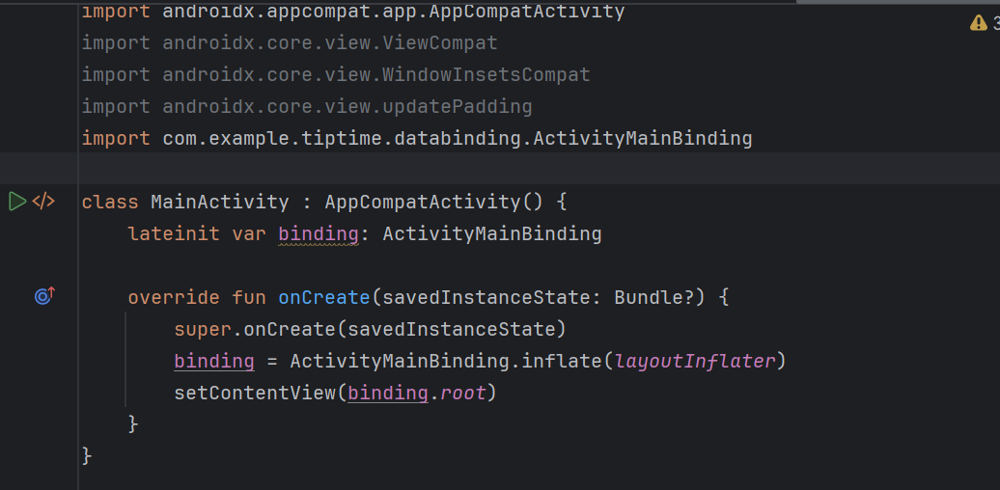 import androidx.appcompat.app.AppCompatActivity
import androidx.core.view.ViewCompat
import androidx.core.view.WindowInsetsCompat
import androidx.core.view.updatePadding
import com.example.tiptime.databinding.ActivityMainBinding
class MainActivity : AppCompatActivity() {
lateinit var binding: ActivityMainBinding
override fun onCreate(savedInstanceState: Bundle?) {
super.onCreate(savedInstanceState)
binding = ActivityMainBinding.inflate(layoutInflater)
setContentView(binding.root)
}
}